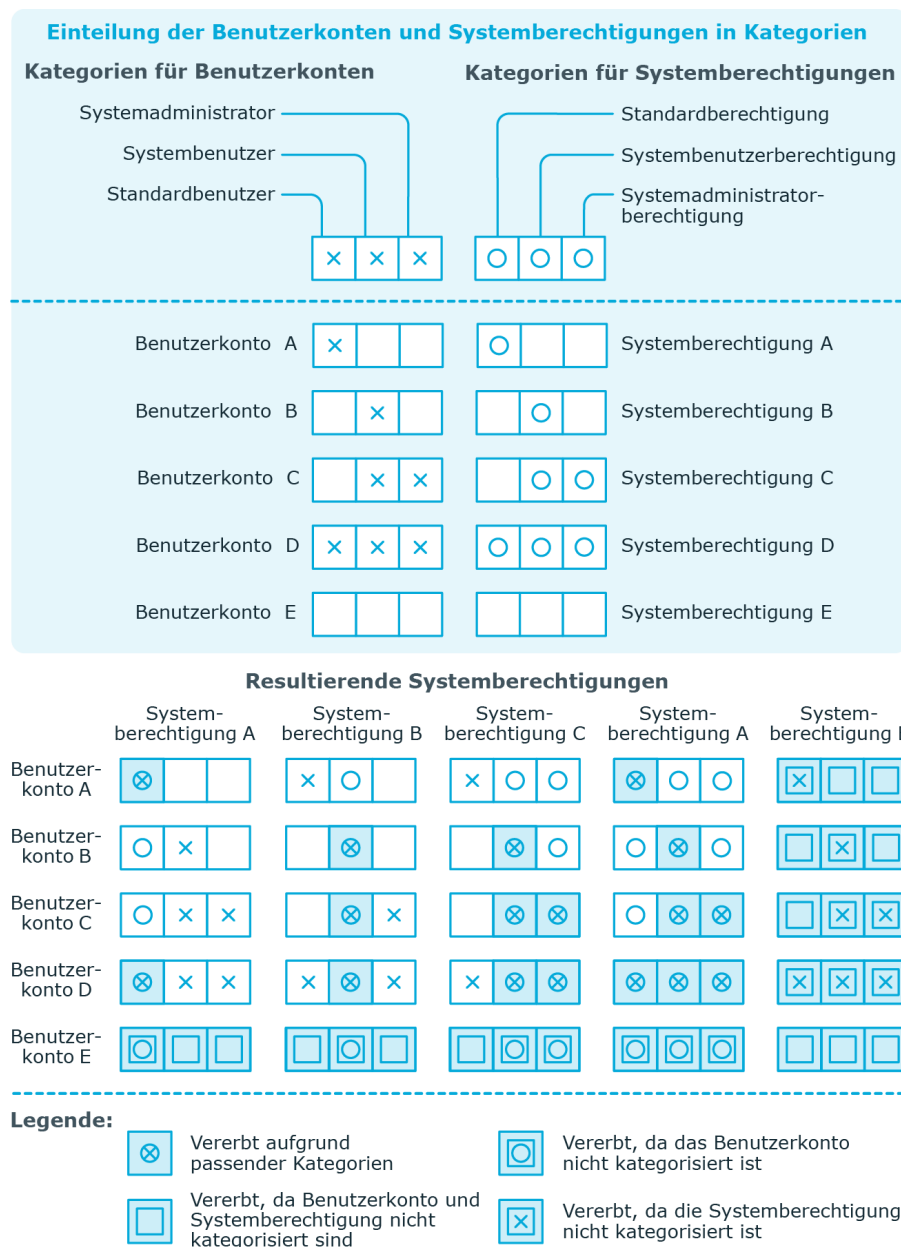 Einteilung der Benutzerkonten und Systemberechtigungen in Kategorien
Kategorien für Benutzerkonten
Kategorien für Systemberechtigungen
Systemadministrator
Systembenutzer
Standardbenutzer
Standardberechtigung
Systembenutzerberechtigung
Systemadministrator-
berechtigung
Benutzerkonto A
Systemberechtigung A
Benutzerkonto B
Systemberechtigung B
Benutzerkonto C
Systemberechtigung C
Benutzerkonto D
Systemberechtigung D
Benutzerkonto E
Systemberechtigung E
Resultierende Systemberechtigungen
System-
berechtigung A
System-
berechtigung B
System-
berechtigung C
System-
berechtigung A
System-
berechtigung
Benutzer-
konto A
Benutzer-
konto B
Benutzer-
konto C
Benutzer-
konto D
Benutzer-
konto E
Legende:
Vererbt aufgrund
passender Kategorien
Vererbt, da das Benutzerkonto
nicht kategorisiert ist
Vererbt, da Benutzerkonto und
Systemberechtigung nicht
kategorisiert sind
Vererbt, da die Systemberechtigung
nicht kategorisiert ist